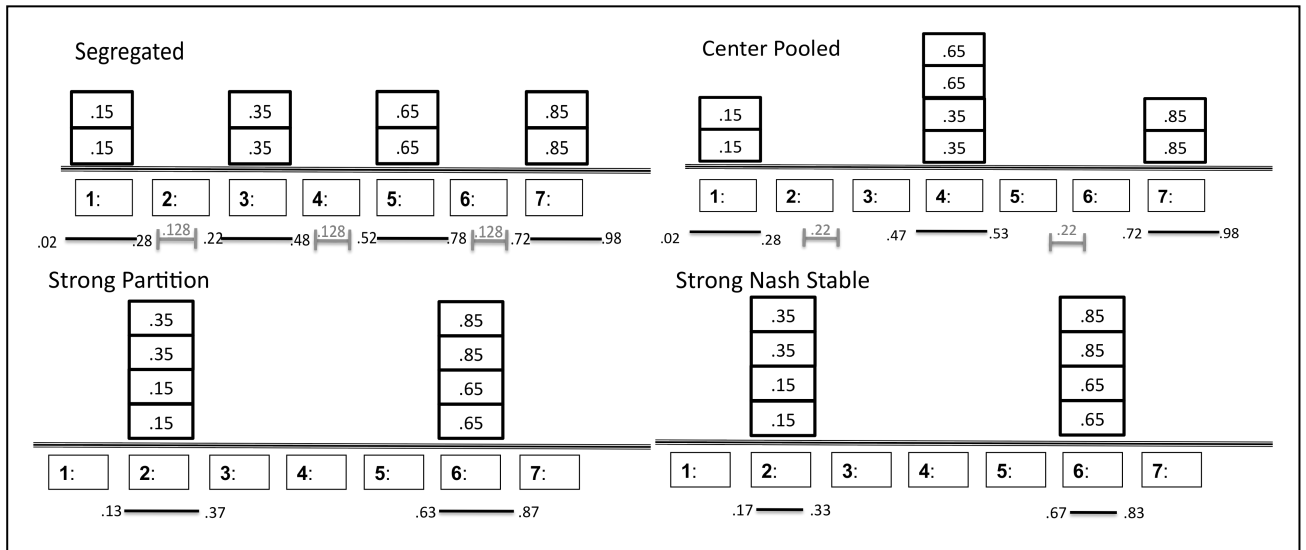 Segregated
.15 .35 .65 .85
.15 .35 .65 .85
1: 2: 3: 4: 5: 6: 7:
.02 .28 .128 .22 .48 .128 .52 .78 .128 .72 .98
Center Pooled
.65
.65
.15 .35 .85
.15 .35 .85
1: 2: 3: 4: 5: 6: 7:
.02 .28 .22 .47 .53 .22 .72 .98
Strong Partition
.35 .85
.35 .85
.15 .65
.15 .65
1: 2: 3: 4: 5: 6: 7:
.13 .37 .63 .87
Strong Nash Stable
.35 .85
.35 .85
.15 .65
.15 .65
1: 2: 3: 4: 5: 6: 7:
.17 .33 .67 .83